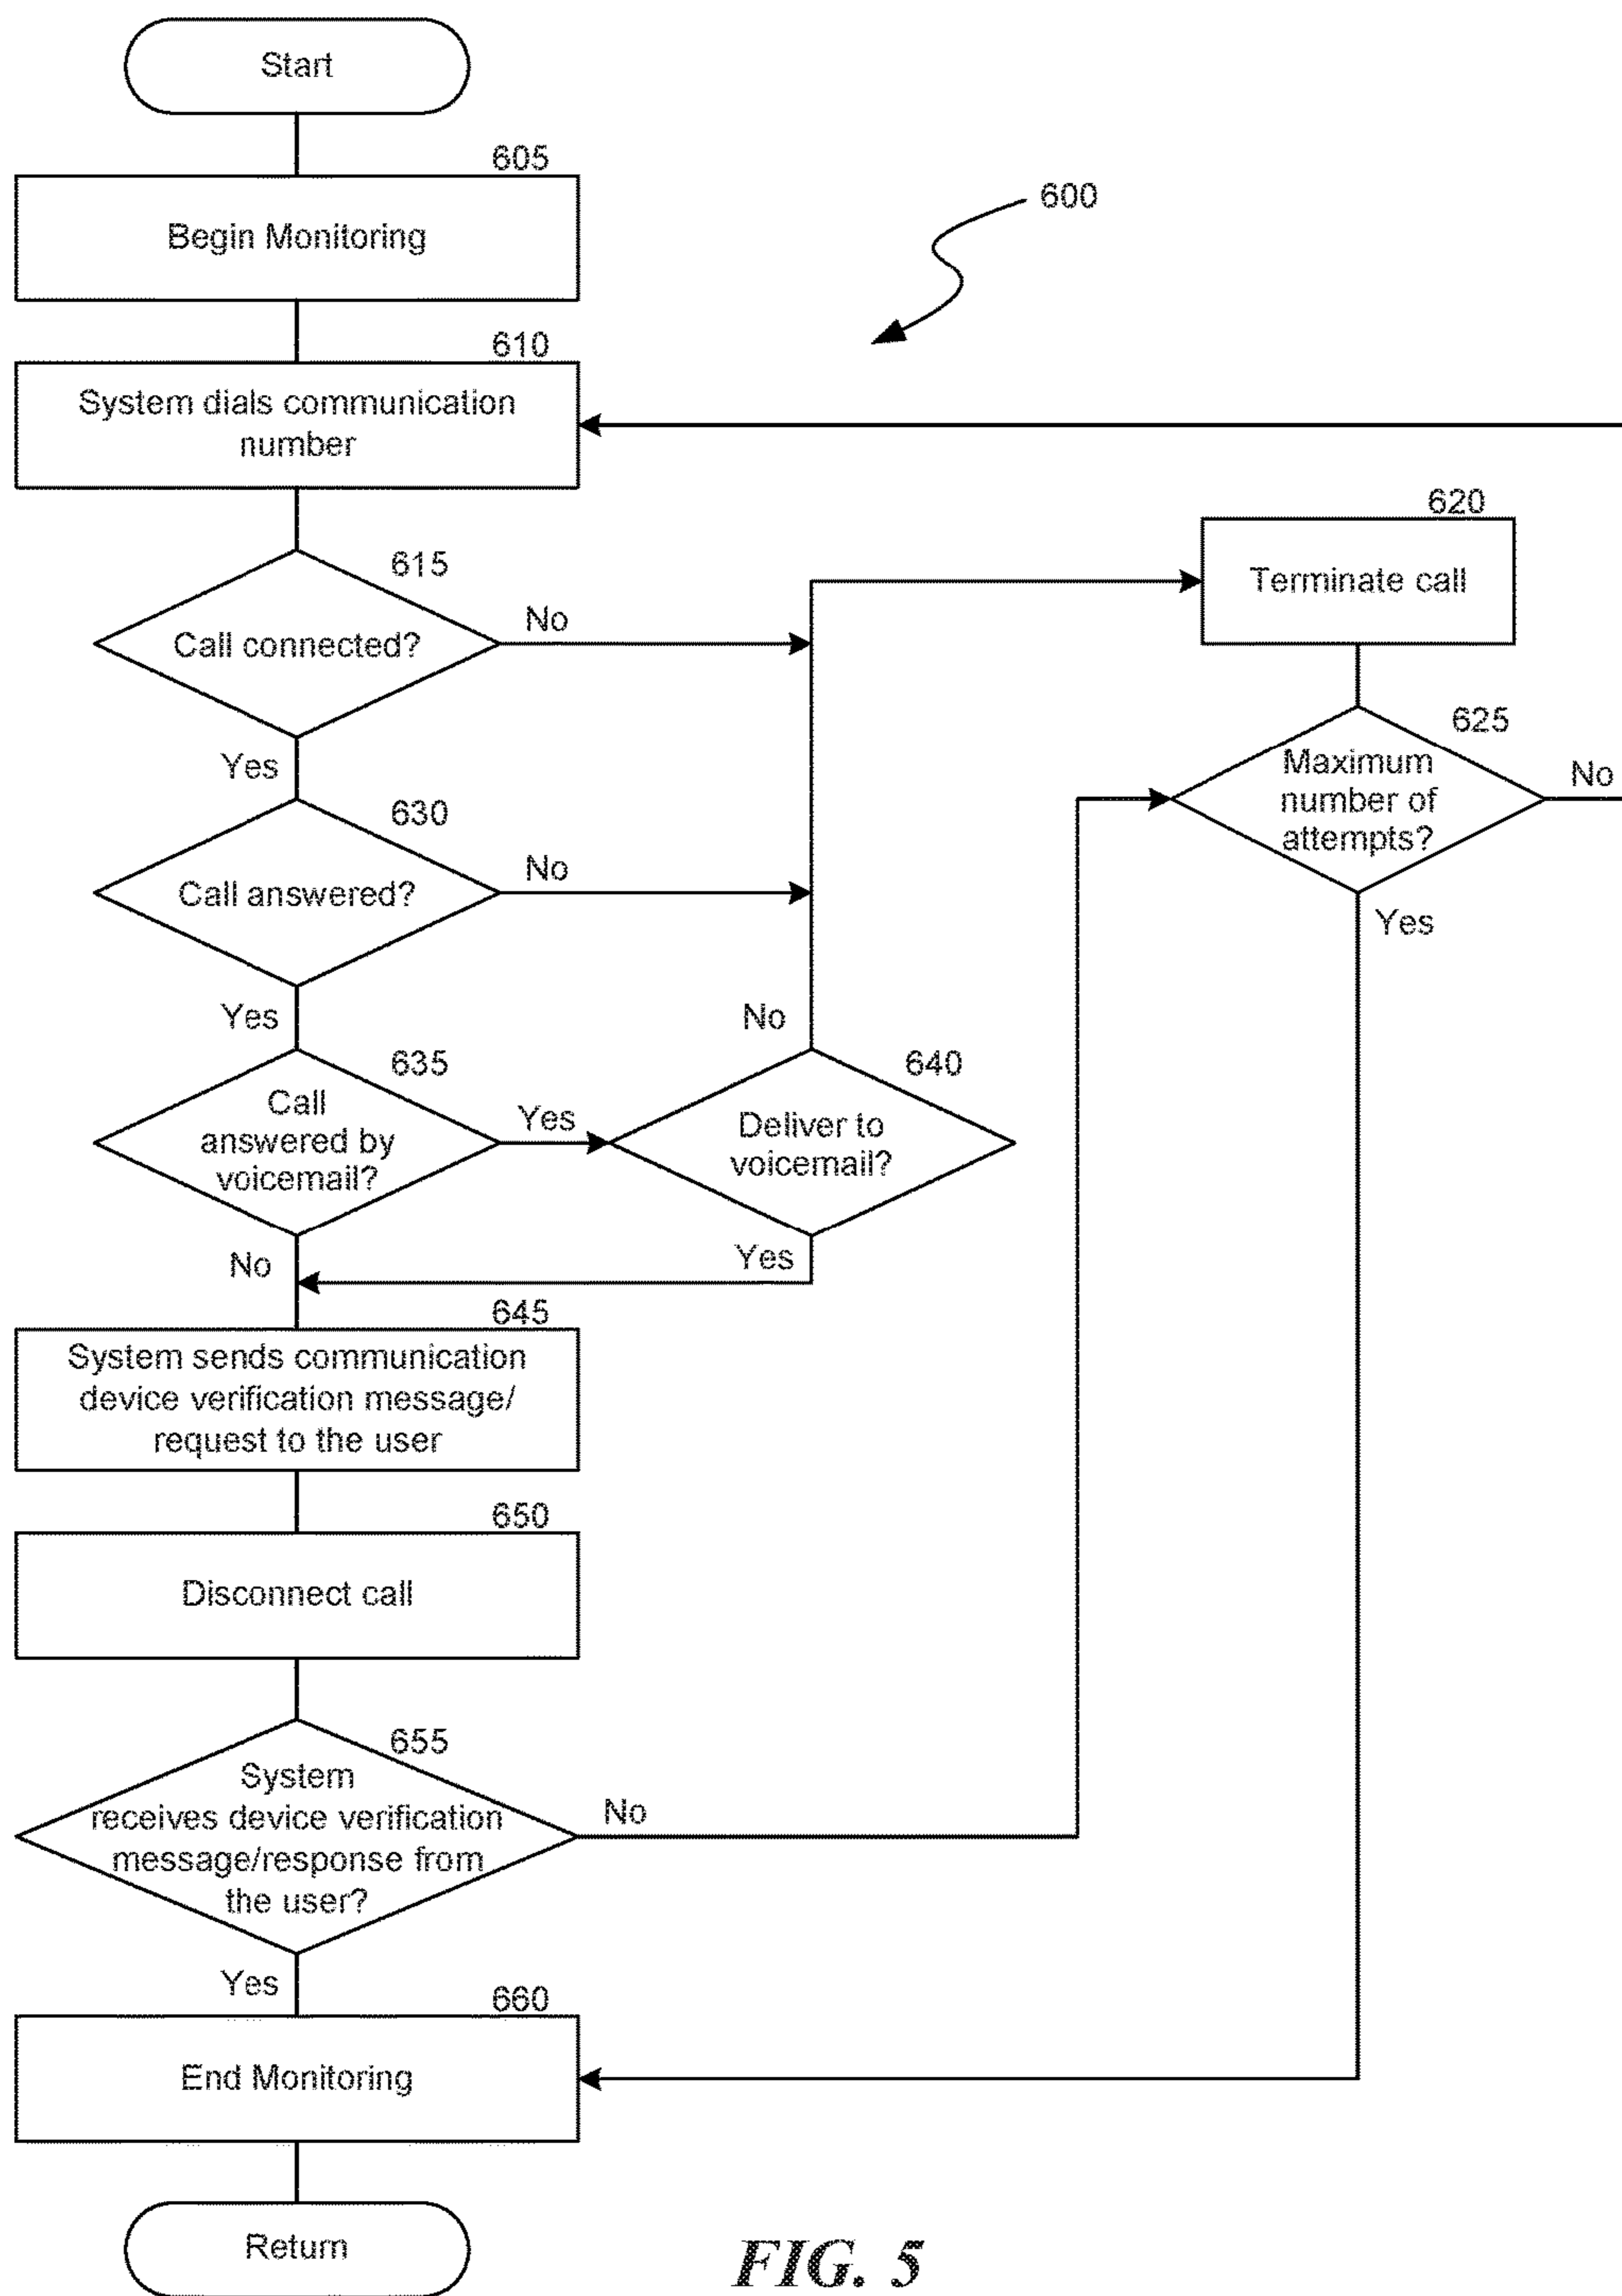 Start
605
Begin Monitoring
600
610
System dials communication
number
620
Terminate call
615
Call connected?
No
Yes
625
Maximum
number of
attempts?
No
Yes
630
Call answered?
No
Yes
635
Call
answered by
voicemail?
Yes
No
640
Deliver to
voicemail?
No
Yes
645
System sends communication
device verification message/
request to the user
650
Disconnect call
655
System
receives device verification
message/response from
the user?
No
Yes
660
End Monitoring
Return
FIG. 5